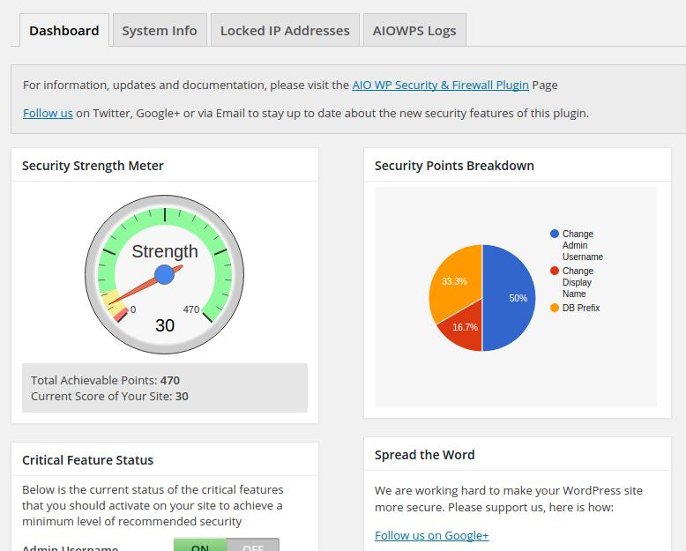 Dashboard
System Info
Locked IP Addresses
AIOWPS Logs
For information, updates and documentation, please visit the AIO WP Security & Firewall Plugin Page
Follow us on Twitter, Google+ or via Email to stay up to date about the new security features of this plugin.
Security Strength Meter
Strength
0
470
30
Total Achievable Points: 470
Current Score of Your Site: 30
Security Points Breakdown
33.3%
50%
16.7%
Change
Admin
Username
Change
Display
Name
DB Prefix
Critical Feature Status
Below is the current status of the critical features
that you should activate on your site to achieve a
minimum level of recommended security
Admin Username
ON
OFF
Spread the Word
We are working hard to make your WordPress site
more secure. Please support us, here is how:
Follow us on Google+